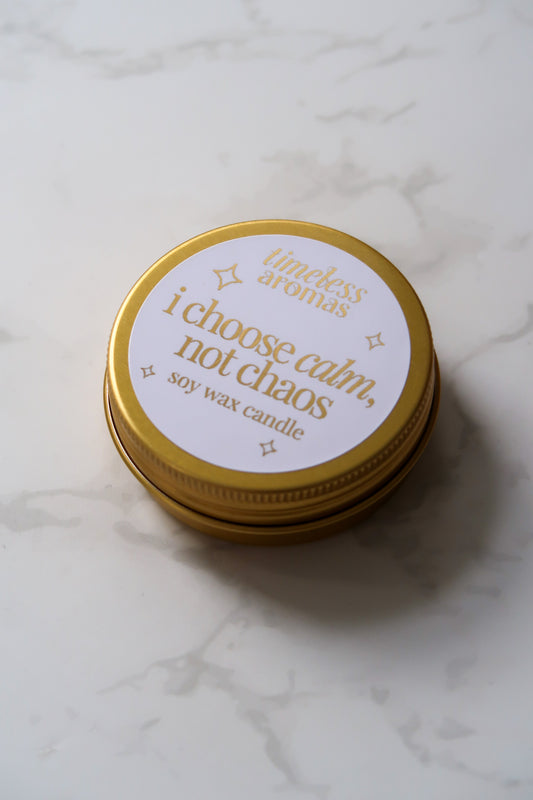 timeless
aromas
i choose calm,
not chaos
soy wax candle